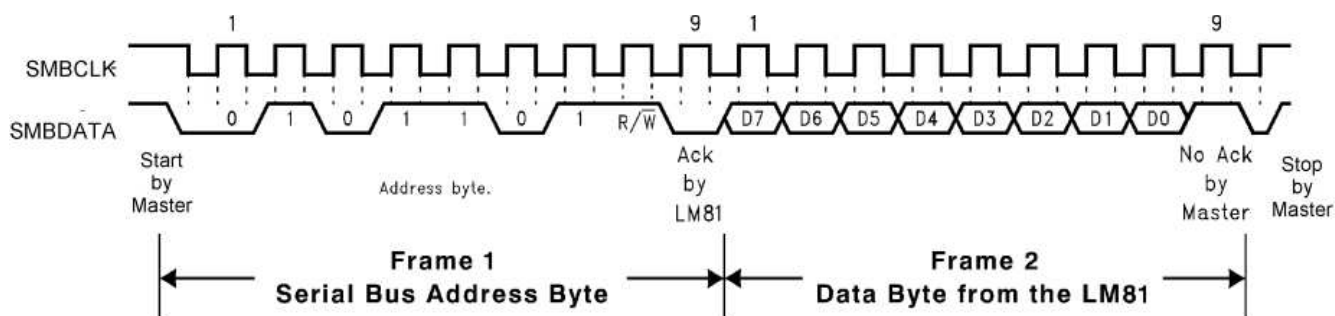 1 9 1 9
SMBCLK
SMBDATA 0 1 0 1 1 0 1 R/W̅ D7 D6 D5 D4 D3 D2 D1 D0
Start
by
Master
Address byte.
Ack
by
LM81
No Ack
by
Master
Stop
by
Master
Frame 1
Serial Bus Address Byte
Frame 2
Data Byte from the LM81